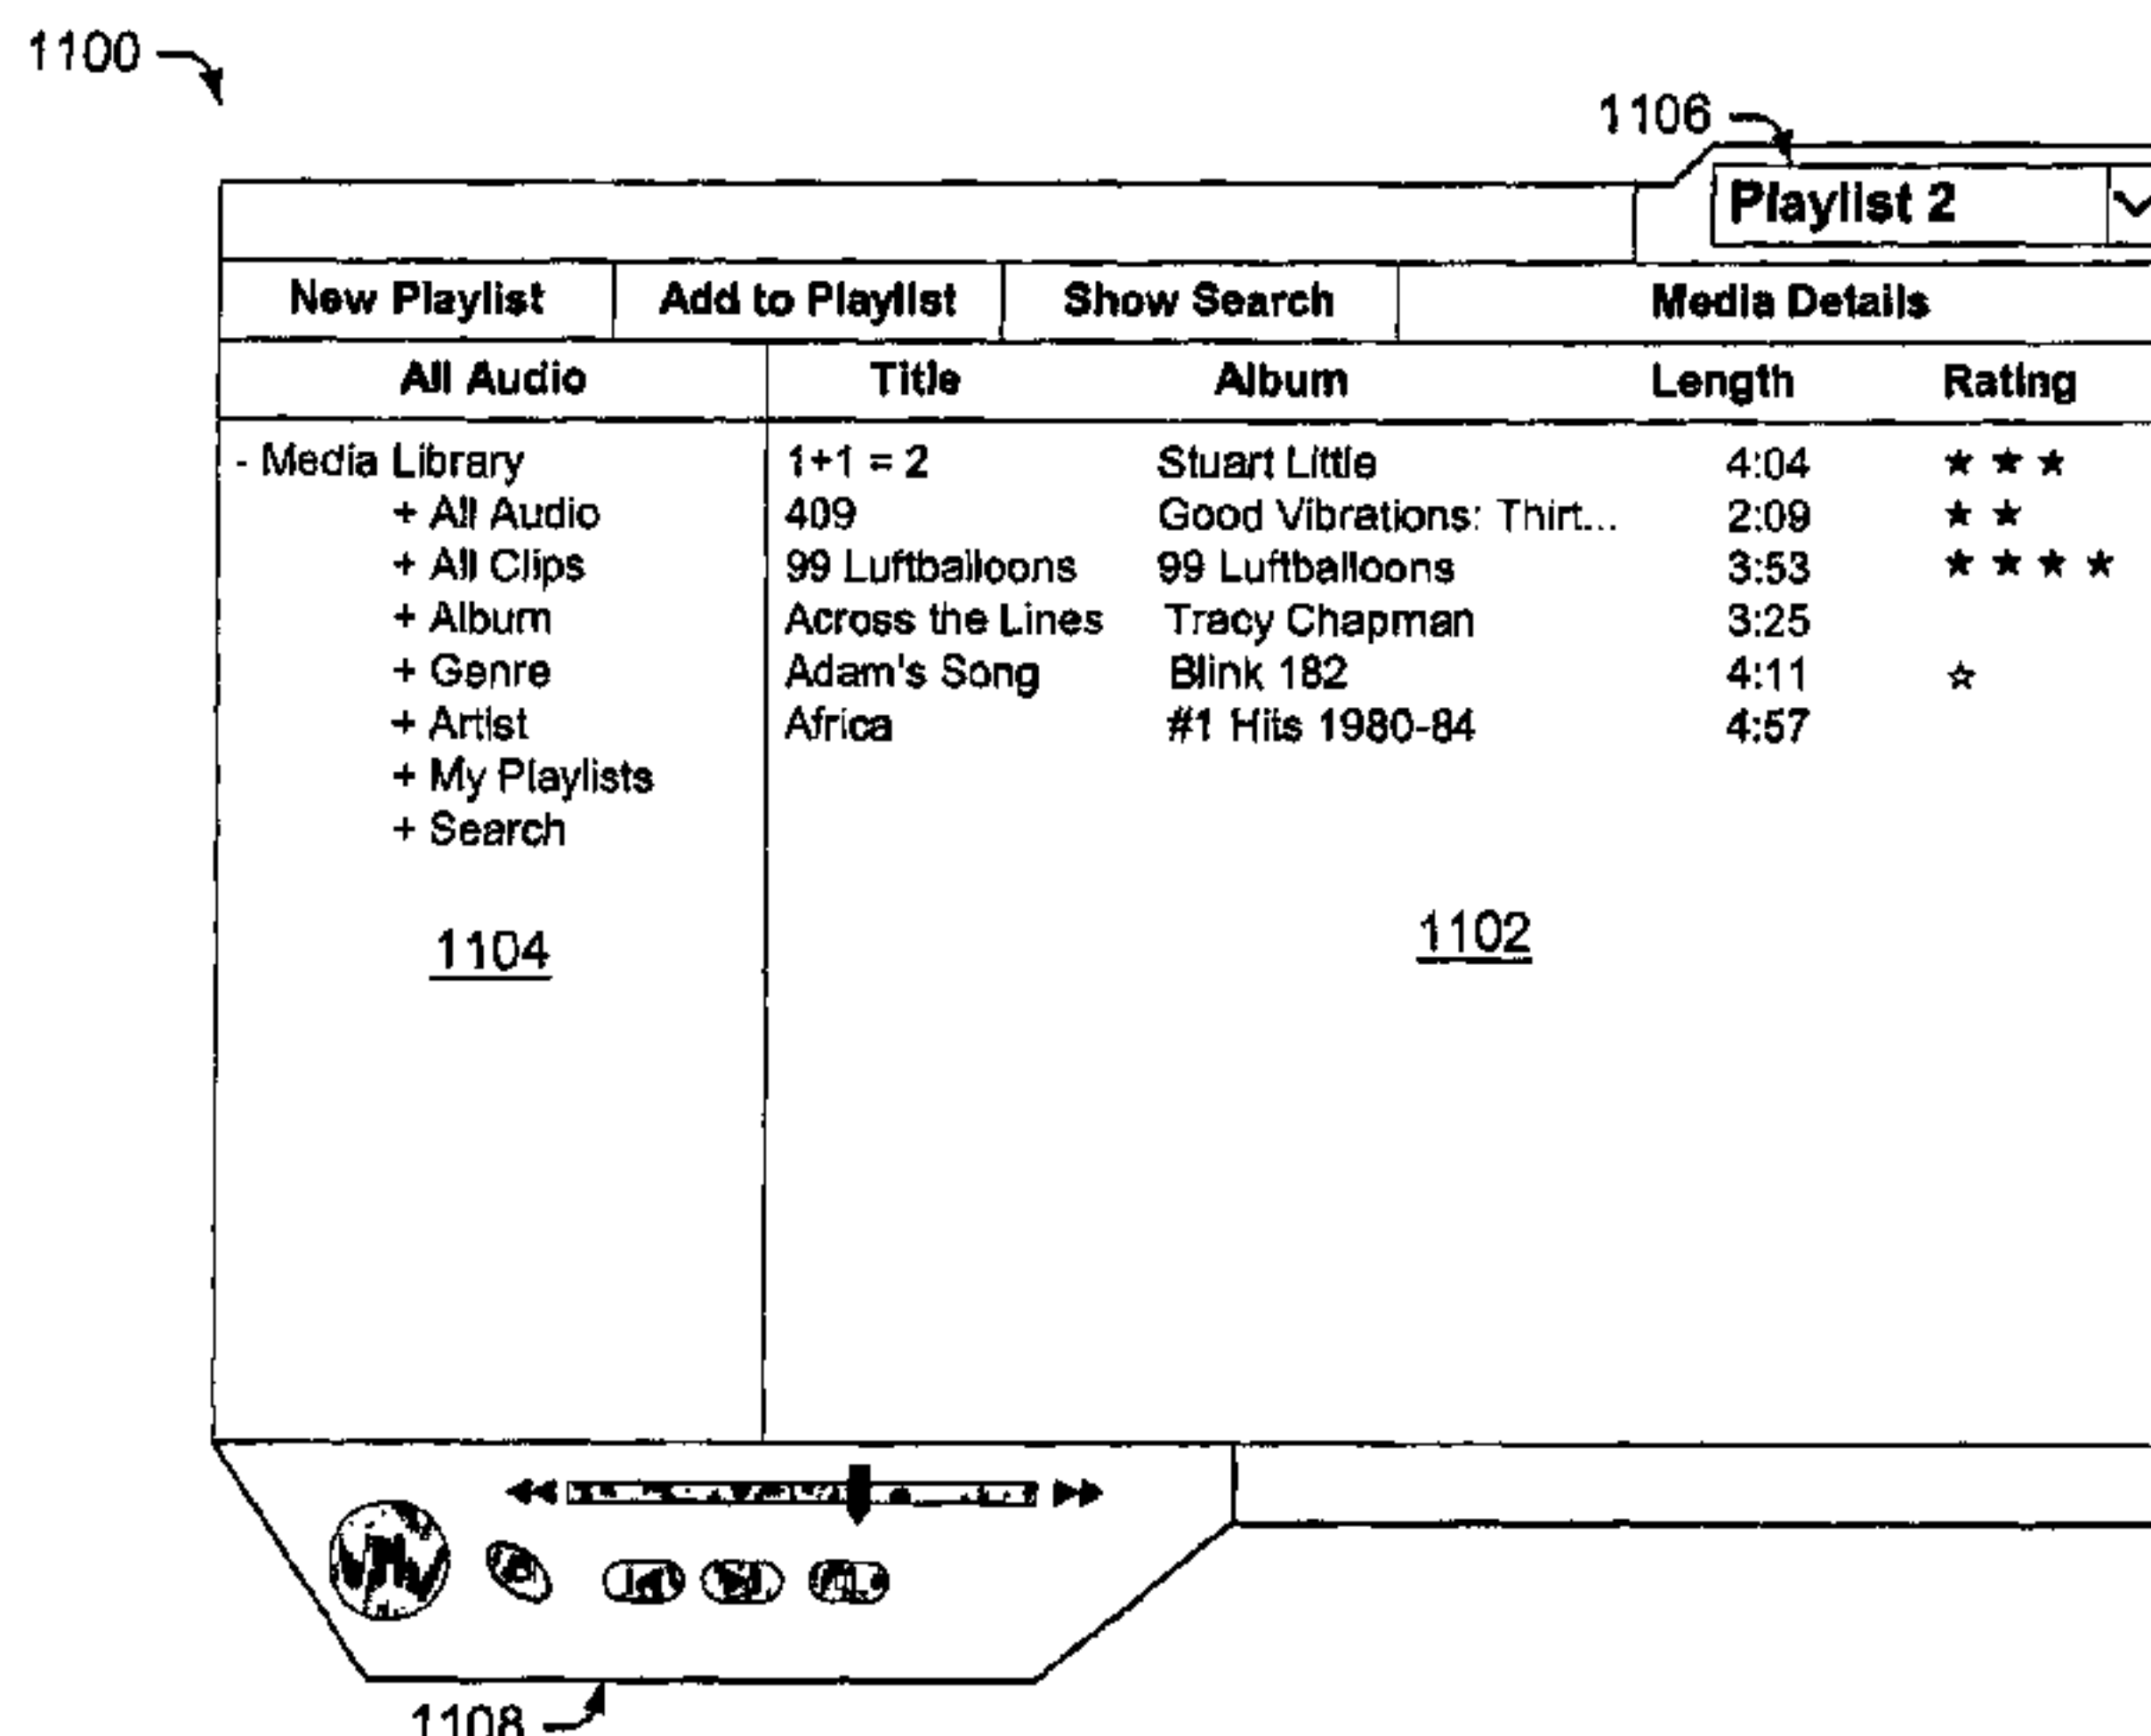 1100
1106
Playlist 2
New Playlist Add to Playlist Show Search Media Details
All Audio Title Album Length Rating
- Media Library 1+1 = 2 Stuart Little 4:04 ★ ★ ★
+ All Audio 409 Good Vibrations: Thirt... 2:09 ★ ★
+ All Clips 99 Luftballoons 99 Luftballoons 3:53 ★ ★ ★ ★
+ Album Across the Lines Tracy Chapman 3:25
+ Genre Adam's Song Blink 182 4:11 ☆
+ Artist Africa #1 Hits 1980-84 4:57
+ My Playlists
+ Search
1104 1102
1108